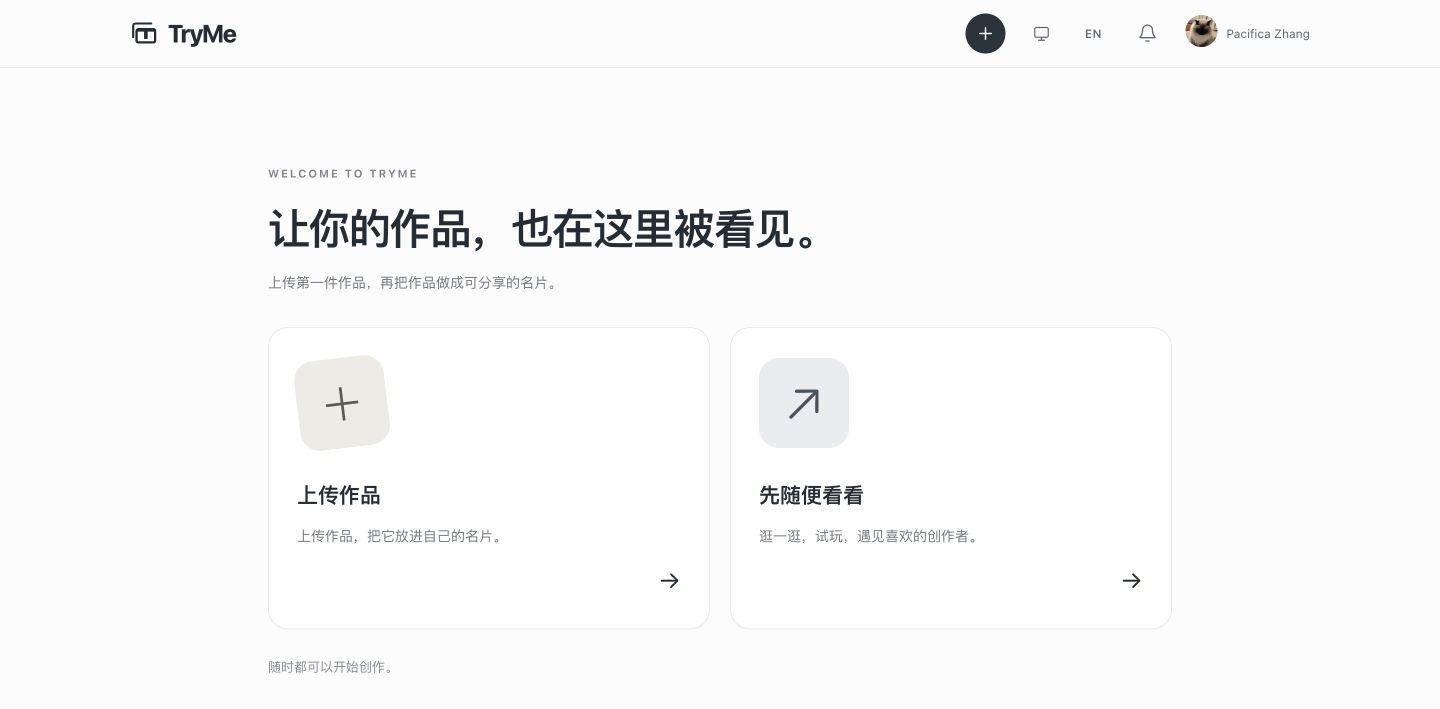 TryMe
EN
Pacifica Zhang
WELCOME TO TRYME
让你的作品，也在这里被看见。
上传第一件作品，再把作品做成可分享的名片。
上传作品
上传作品，把它放进自己的名片。
先随便看看
逛一逛，试玩，遇见喜欢的创作者。
随时都可以开始创作。